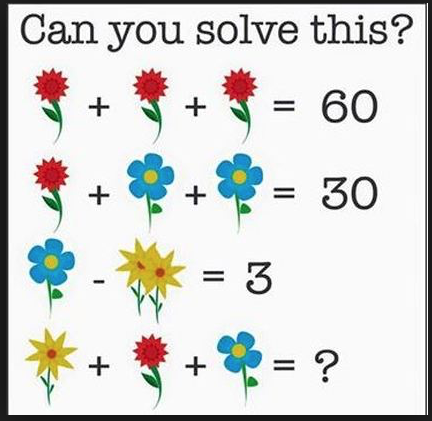 Can you solve this?
+ + = 60
+ + = 30
- = 3
+ + = ?